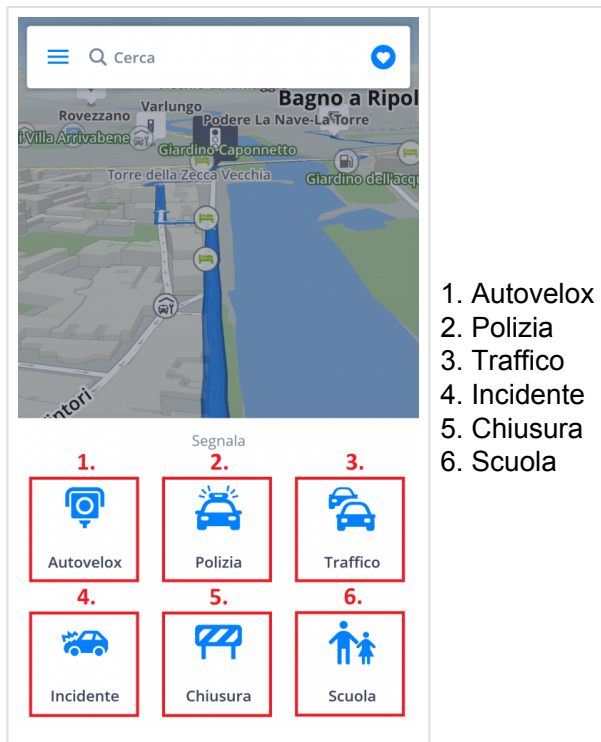 Cerca
Bagno a Ripol
Rovezzano
Varlungo
Podere La Nave-La Torre
i Villa Arrivabene
Giardino Caponnetto
Torre della Zecca Vecchia
Giardino dell'acqu
intori
Segnala
1. 2. 3.
Autovelox Polizia Traffico
4. 5. 6.
Incidente Chiusura Scuola
1. Autovelox
2. Polizia
3. Traffico
4. Incidente
5. Chiusura
6. Scuola